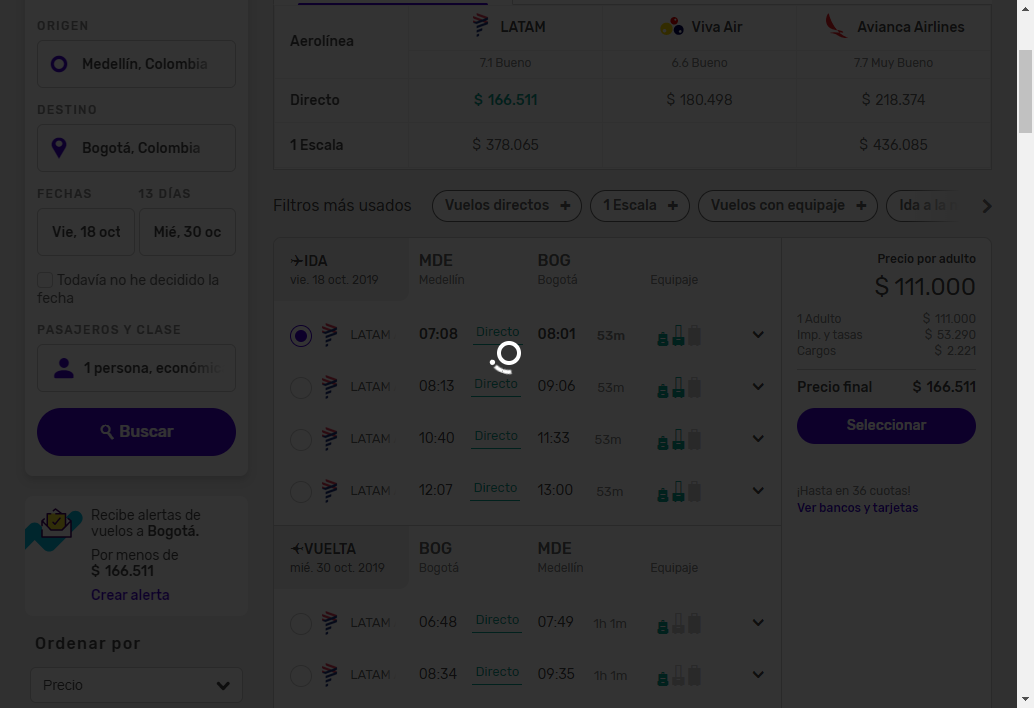 ORIGEN
Medellín, Colombia
DESTINO
Bogotá, Colombia
FECHAS 13 DÍAS
Vie, 18 oct Mié, 30 oc
Todavía no he decidido la
fecha
PASAJEROS Y CLASE
1 persona, económic
Buscar
Recibe alertas de
vuelos a Bogotá.
Por menos de
$ 166.511
Crear alerta
Ordenar por
Precio
Aerolínea LATAM Viva Air Avianca Airlines
7.1 Bueno 6.6 Bueno 7.7 Muy Bueno
Directo $ 166.511 $ 180.498 $ 218.374
1 Escala $ 378.065 $ 436.085
Filtros más usados Vuelos directos + 1 Escala + Vuelos con equipaje + Ida a la
IDA MDE BOG
vie. 18 oct. 2019 Medellín Bogotá Equipaje
LATAM 07:08 Directo 08:01 53m
LATAM 08:13 Directo 09:06 53m
LATAM 10:40 Directo 11:33 53m
LATAM 12:07 Directo 13:00 53m
VUELTA BOG MDE
mié. 30 oct. 2019 Bogotá Medellín Equipaje
LATAM 06:48 Directo 07:49 1h 1m
LATAM 08:34 Directo 09:35 1h 1m
Precio por adulto
$ 111.000
1 Adulto $ 111.000
Imp. y tasas $ 53.290
Cargos $ 2.221
Precio final $ 166.511
Seleccionar
¡Hasta en 36 cuotas!
Ver bancos y tarjetas